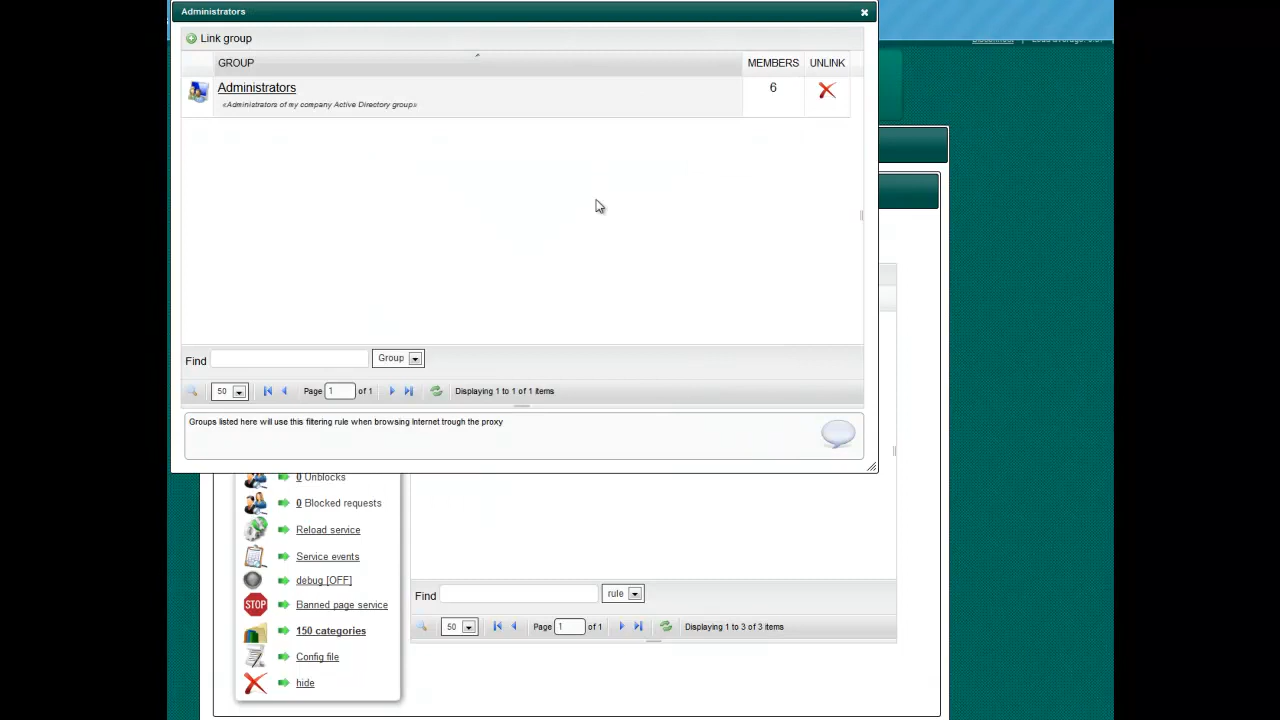 Administrators
Link group
GROUP MEMBERS UNLINK
Administrators 6
«Administrators of my company Active Directory group»
Find Group
50 Page 1 of 1 Displaying 1 to 1 of 1 items
Groups listed here will use this filtering rule when browsing Internet trough the proxy
0 Unblocks
0 Blocked requests
Reload service
Service events
debug [OFF]
STOP Banned page service
150 categories
Config file
hide
Find rule
50 Page 1 of 1 Displaying 1 to 3 of 3 items